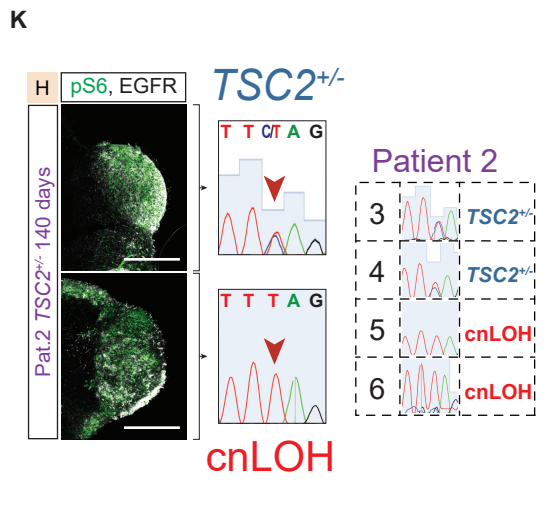 K
H
pS6, EGFR
TSC2+/-
Pat.2 TSC2+/- 140 days
T T C/T A G
T T T A G
cnLOH
Patient 2
3 TSC2+/-
4 TSC2+/-
5 cnLOH
6 cnLOH